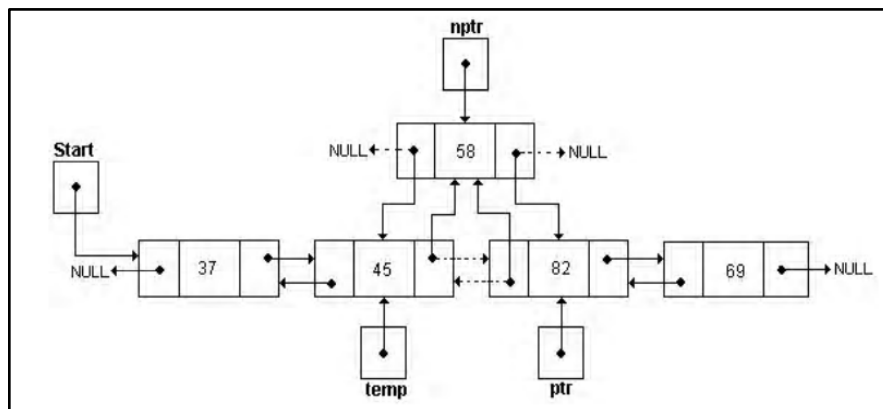 nptr
NULL 58 NULL
Start
NULL 37 45 82 69 NULL
temp ptr